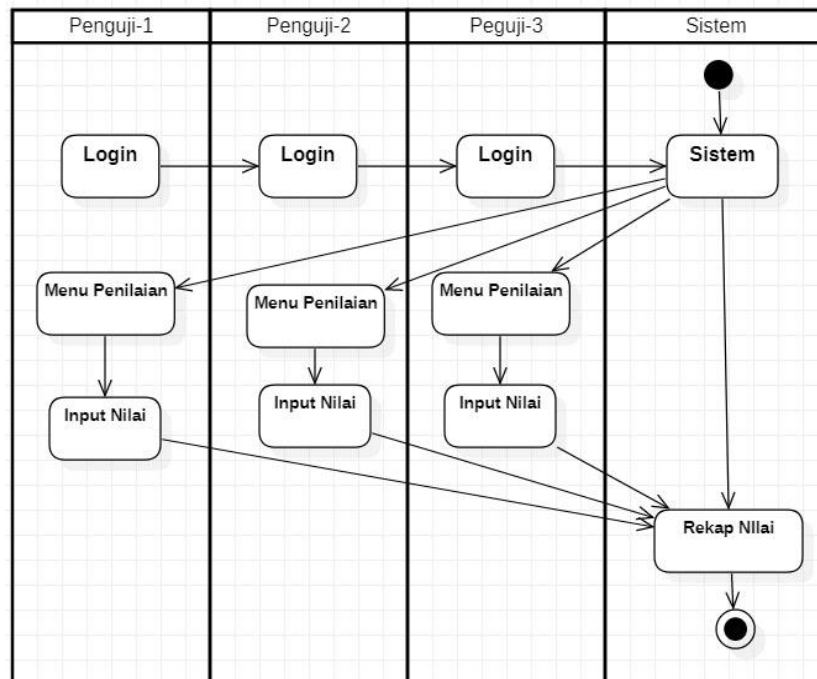 Penguji-1
Penguji-2
Peguji-3
Sistem
Login
Login
Login
Sistem
Menu Penilaian
Menu Penilaian
Menu Penilaian
Input Nilai
Input Nilai
Input Nilai
Rekap NIlai